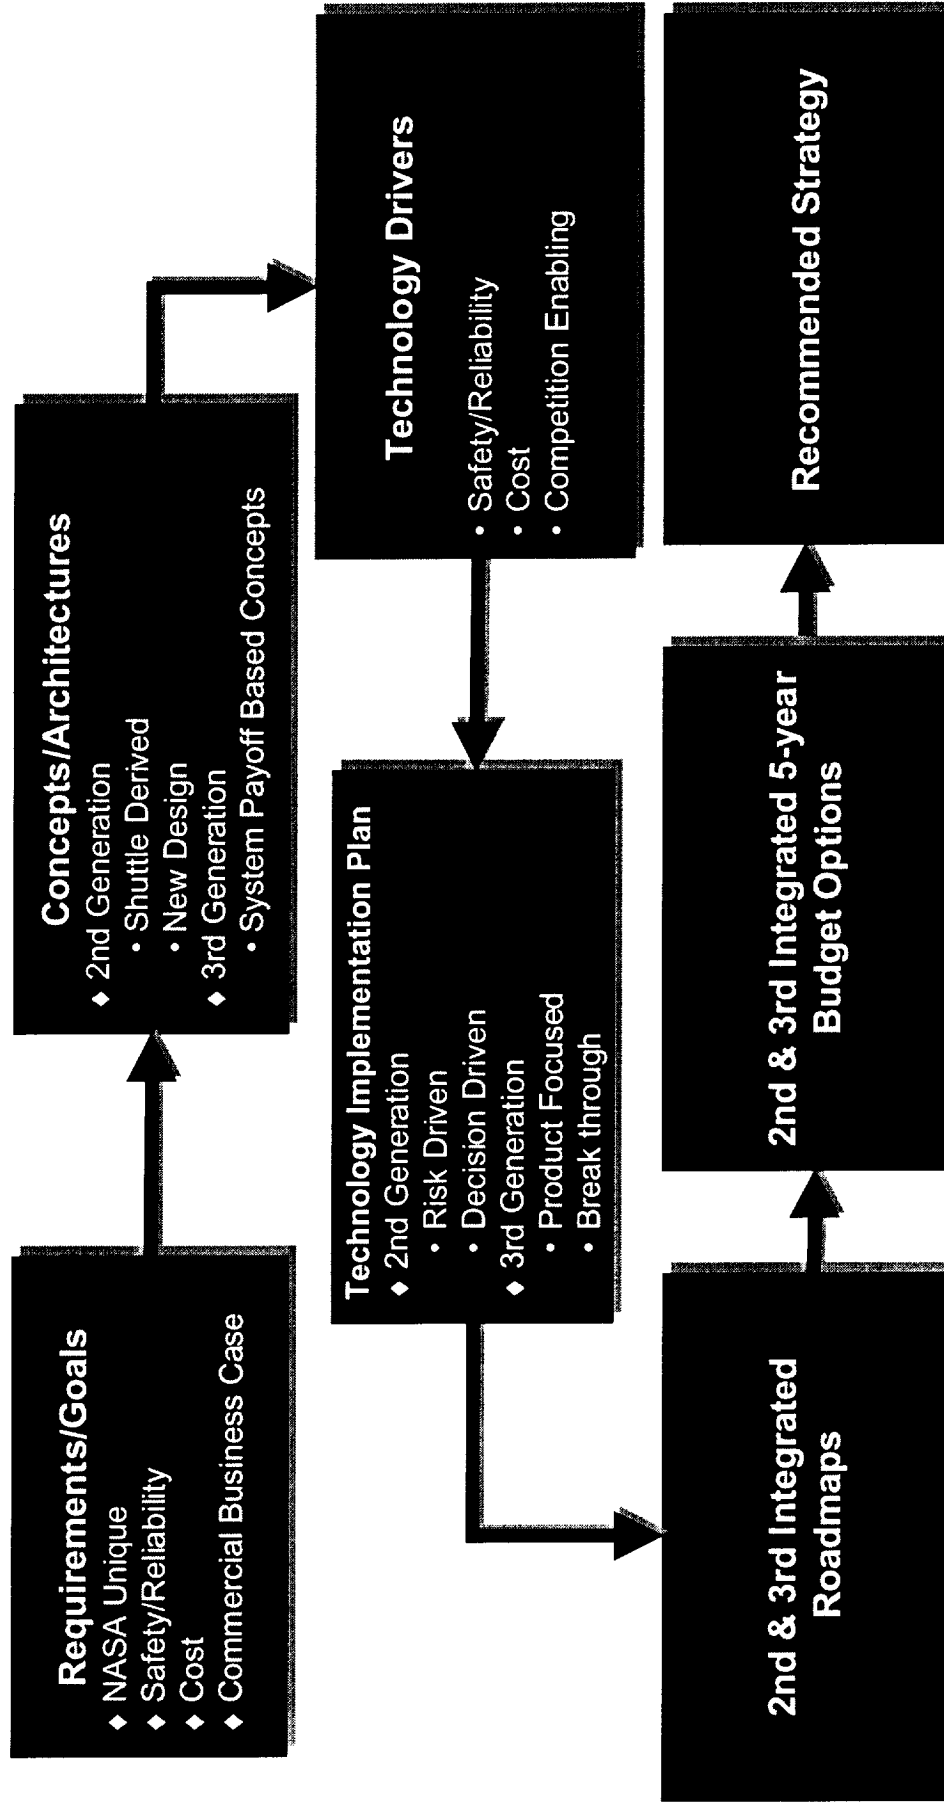 Requirements/Goals
♦ NASA Unique
♦ Safety/Reliability
♦ Cost
♦ Commercial Business Case
Concepts/Architectures
♦ 2nd Generation
• Shuttle Derived
• New Design
♦ 3rd Generation
• System Payoff Based Concepts
Technology Drivers
• Safety/Reliability
• Cost
• Competition Enabling
Technology Implementation Plan
♦ 2nd Generation
• Risk Driven
• Decision Driven
♦ 3rd Generation
• Product Focused
• Break through
2nd & 3rd Integrated
Roadmaps
2nd & 3rd Integrated 5-year
Budget Options
Recommended Strategy